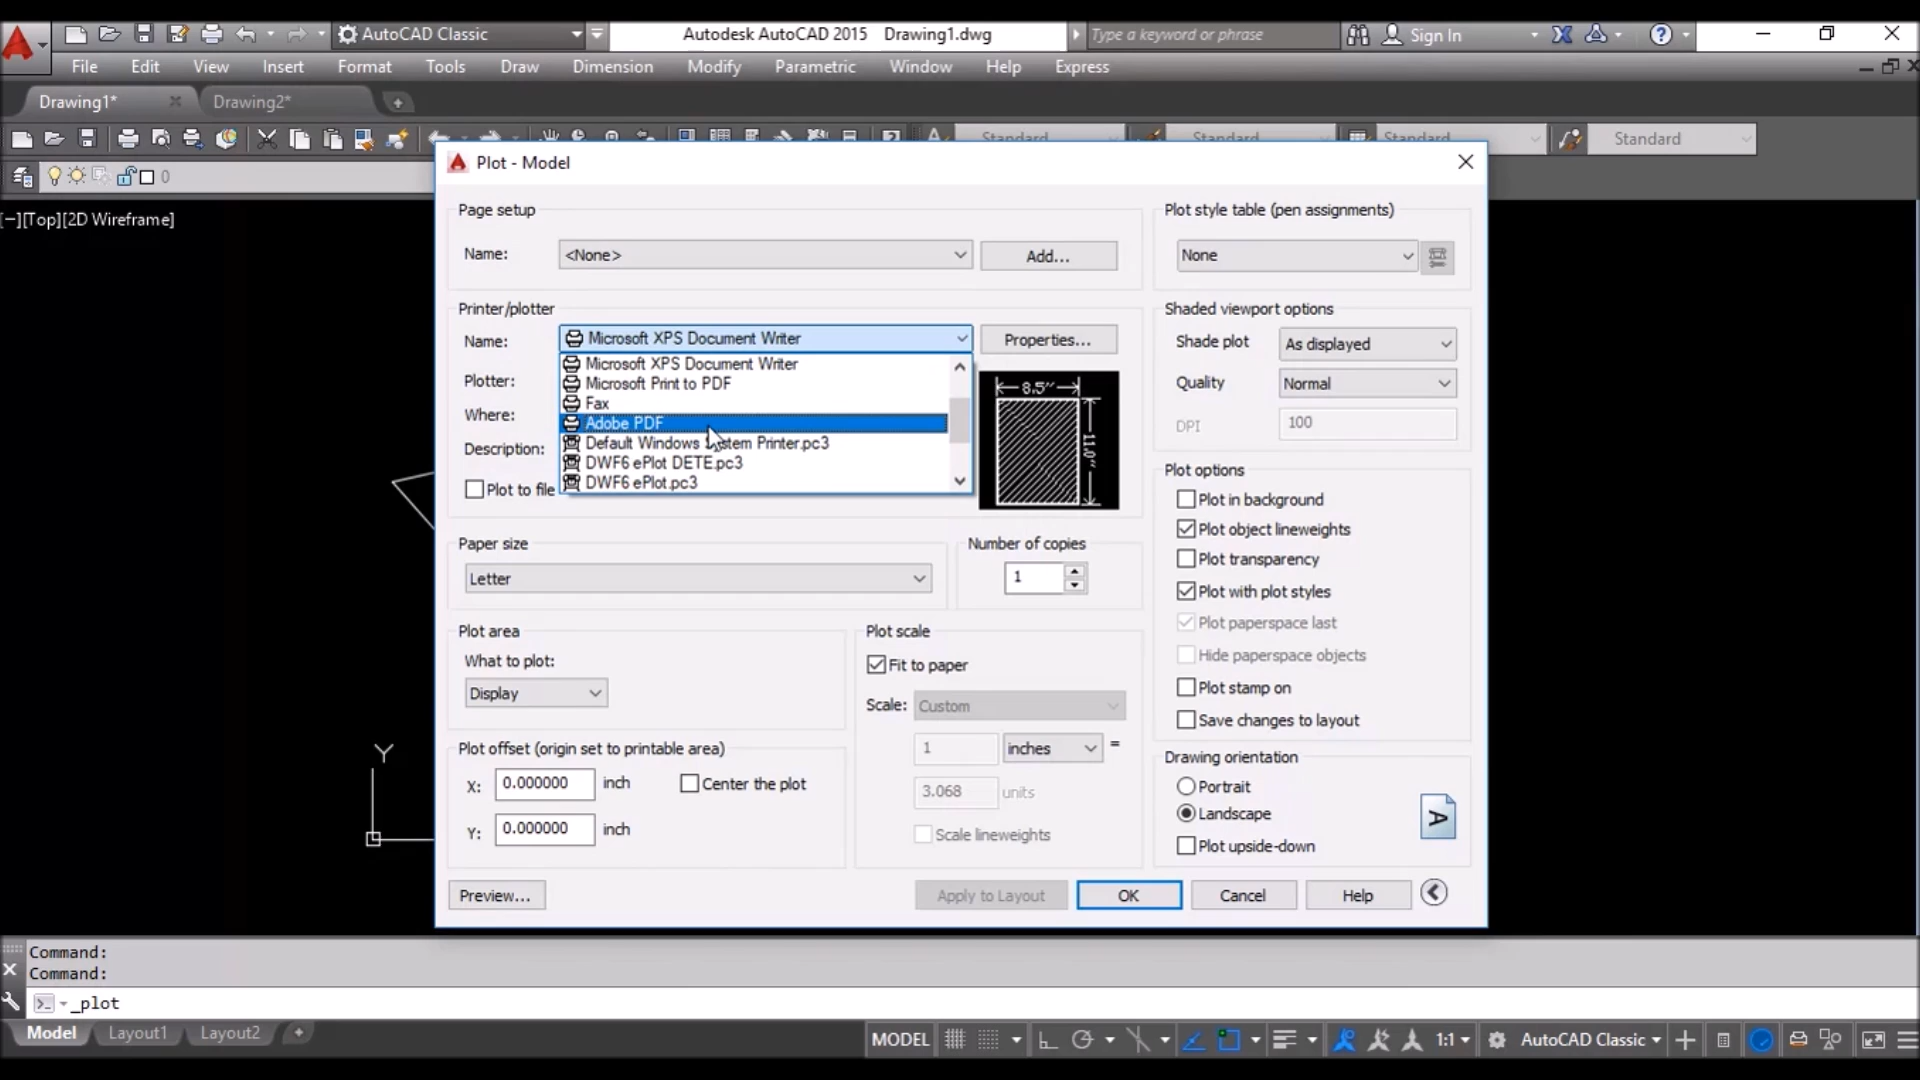 AutoCAD Classic
Autodesk AutoCAD 2015 Drawing1.dwg
Type a keyword or phrase
Sign In
File Edit View Insert Format Tools Draw Dimension Modify Parametric Window Help Express
Drawing1*
Drawing2*
Standard Standard Standard Standard
0
[−][Top][2D Wireframe]
Plot - Model
Page setup
Name: <None> Add...
Printer/plotter
Name: Microsoft XPS Document Writer Properties...
Microsoft XPS Document Writer
Microsoft Print to PDF
Fax
Adobe PDF
Default Windows System Printer.pc3
DWF6 ePlot DETE.pc3
DWF6 ePlot.pc3
Plotter:
Where:
Description:
Plot to file
8.5''
11.0''
Paper size
Letter
Number of copies
1
Plot area
What to plot:
Display
Plot offset (origin set to printable area)
X: 0.000000 inch Center the plot
Y: 0.000000 inch
Plot scale
Fit to paper
Scale: Custom
1 inches =
3.068 units
Scale lineweights
Plot style table (pen assignments)
None
Shaded viewport options
Shade plot As displayed
Quality Normal
DPI 100
Plot options
Plot in background
Plot object lineweights
Plot transparency
Plot with plot styles
Plot paperspace last
Hide paperspace objects
Plot stamp on
Save changes to layout
Drawing orientation
Portrait
Landscape
Plot upside-down
A
Preview... Apply to Layout OK Cancel Help
Y
Command:
Command:
_plot
Model Layout1 Layout2
MODEL 1:1 AutoCAD Classic